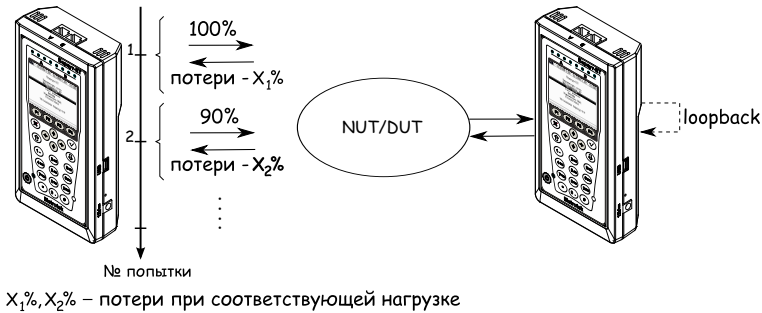 100%
1
потери - X₁%
90%
2
потери - X₂%
NUT/DUT
loopback
№ попытки
X₁%, X₂% – потери при соответствующей нагрузке